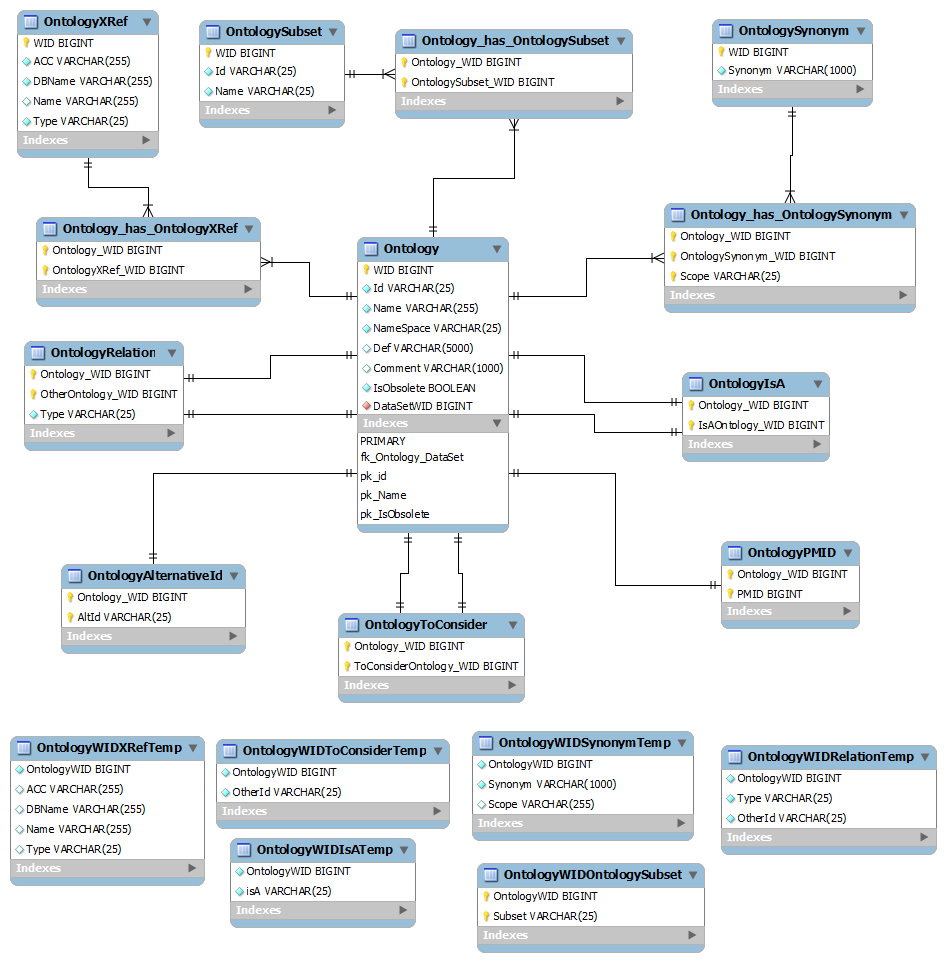 OntologyXRef
WID BIGINT
ACC VARCHAR(255)
DBName VARCHAR(255)
Name VARCHAR(255)
Type VARCHAR(25)
Indexes
OntologySubset
WID BIGINT
Id VARCHAR(25)
Name VARCHAR(25)
Indexes
Ontology_has_OntologySubset
Ontology_WID BIGINT
OntologySubset_WID BIGINT
Indexes
OntologySynonym
WID BIGINT
Synonym VARCHAR(1000)
Indexes
Ontology_has_OntologyXRef
Ontology_WID BIGINT
OntologyXRef_WID BIGINT
Indexes
Ontology
WID BIGINT
Id VARCHAR(25)
Name VARCHAR(255)
NameSpace VARCHAR(25)
Def VARCHAR(5000)
Comment VARCHAR(1000)
IsObsolete BOOLEAN
DataSetWID BIGINT
Indexes
PRIMARY
fk_Ontology_DataSet
pk_id
pk_Name
pk_IsObsolete
Ontology_has_OntologySynonym
Ontology_WID BIGINT
OntologySynonym_WID BIGINT
Scope VARCHAR(25)
Indexes
OntologyRelation
Ontology_WID BIGINT
OtherOntology_WID BIGINT
Type VARCHAR(25)
Indexes
OntologyIsA
Ontology_WID BIGINT
IsAOntology_WID BIGINT
Indexes
OntologyAlternativeId
Ontology_WID BIGINT
AltId VARCHAR(25)
Indexes
OntologyToConsider
Ontology_WID BIGINT
ToConsiderOntology_WID BIGINT
Indexes
OntologyPMID
Ontology_WID BIGINT
PMID BIGINT
Indexes
OntologyWIDXRefTemp
OntologyWID BIGINT
ACC VARCHAR(255)
DBName VARCHAR(255)
Name VARCHAR(255)
Type VARCHAR(25)
Indexes
OntologyWIDToConsiderTemp
OntologyWID BIGINT
OtherId VARCHAR(25)
Indexes
OntologyWIDSynonymTemp
OntologyWID BIGINT
Synonym VARCHAR(1000)
Scope VARCHAR(255)
Indexes
OntologyWIDRelationTemp
OntologyWID BIGINT
Type VARCHAR(25)
OtherId VARCHAR(25)
Indexes
OntologyWIDIsATemp
OntologyWID BIGINT
isA VARCHAR(25)
Indexes
OntologyWIDOntologySubset
OntologyWID BIGINT
Subset VARCHAR(25)
Indexes